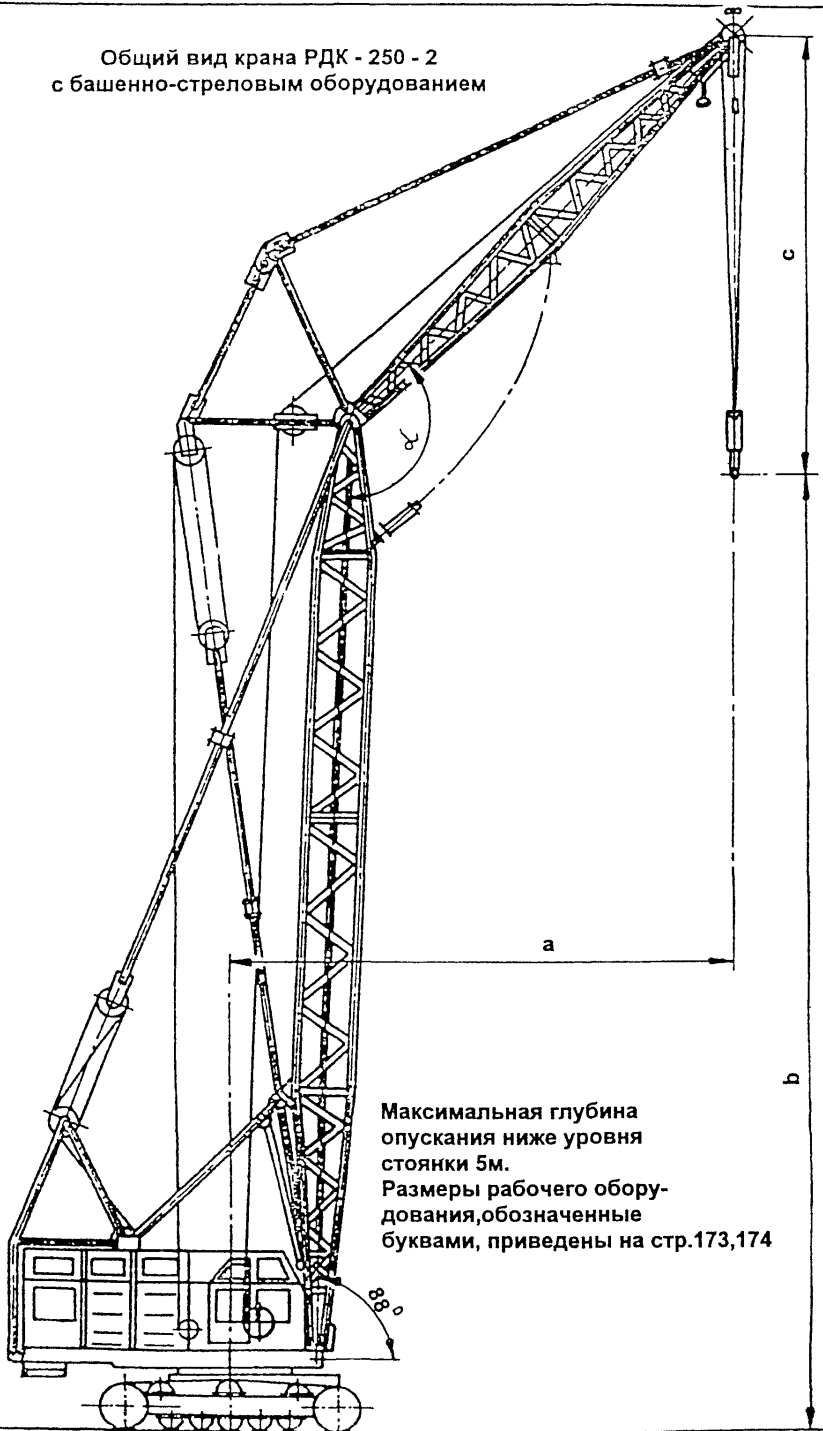 Общий вид крана РДК - 250 - 2
с башенно-стреловым оборудованием
c
α
a
b
Максимальная глубина
опускания ниже уровня
стоянки 5м.
Размеры рабочего обору-
дования,обозначенные
буквами, приведены на стр.173,174
88°